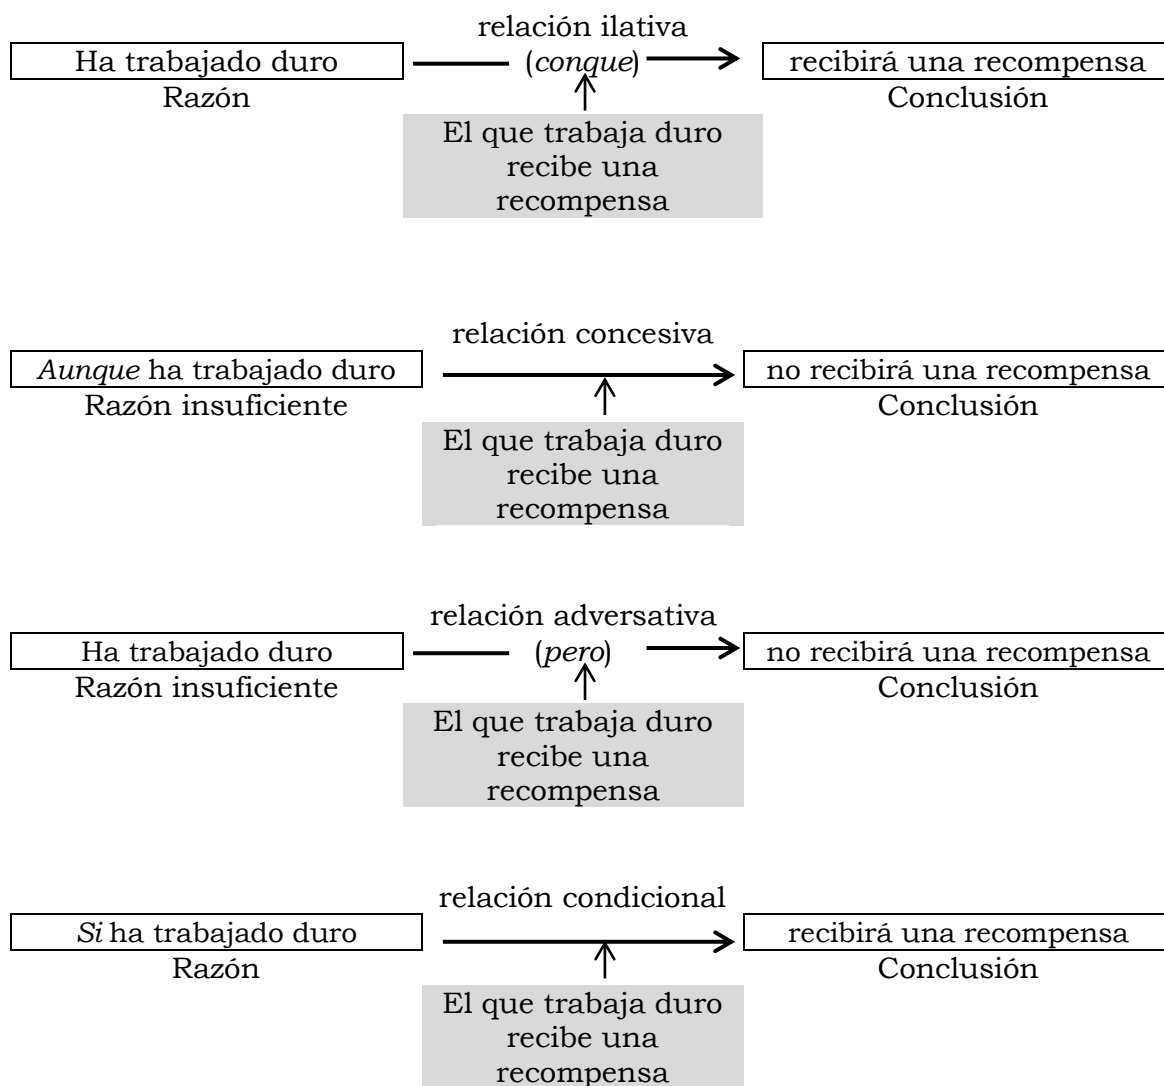 relación ilativa
Ha trabajado duro (conque) recibirá una recompensa
Razón Conclusión
El que trabaja duro
recibe una
recompensa
relación concesiva
Aunque ha trabajado duro no recibirá una recompensa
Razón insuficiente Conclusión
El que trabaja duro
recibe una
recompensa
relación adversativa
Ha trabajado duro (pero) no recibirá una recompensa
Razón insuficiente Conclusión
El que trabaja duro
recibe una
recompensa
relación condicional
Si ha trabajado duro recibirá una recompensa
Razón Conclusión
El que trabaja duro
recibe una
recompensa